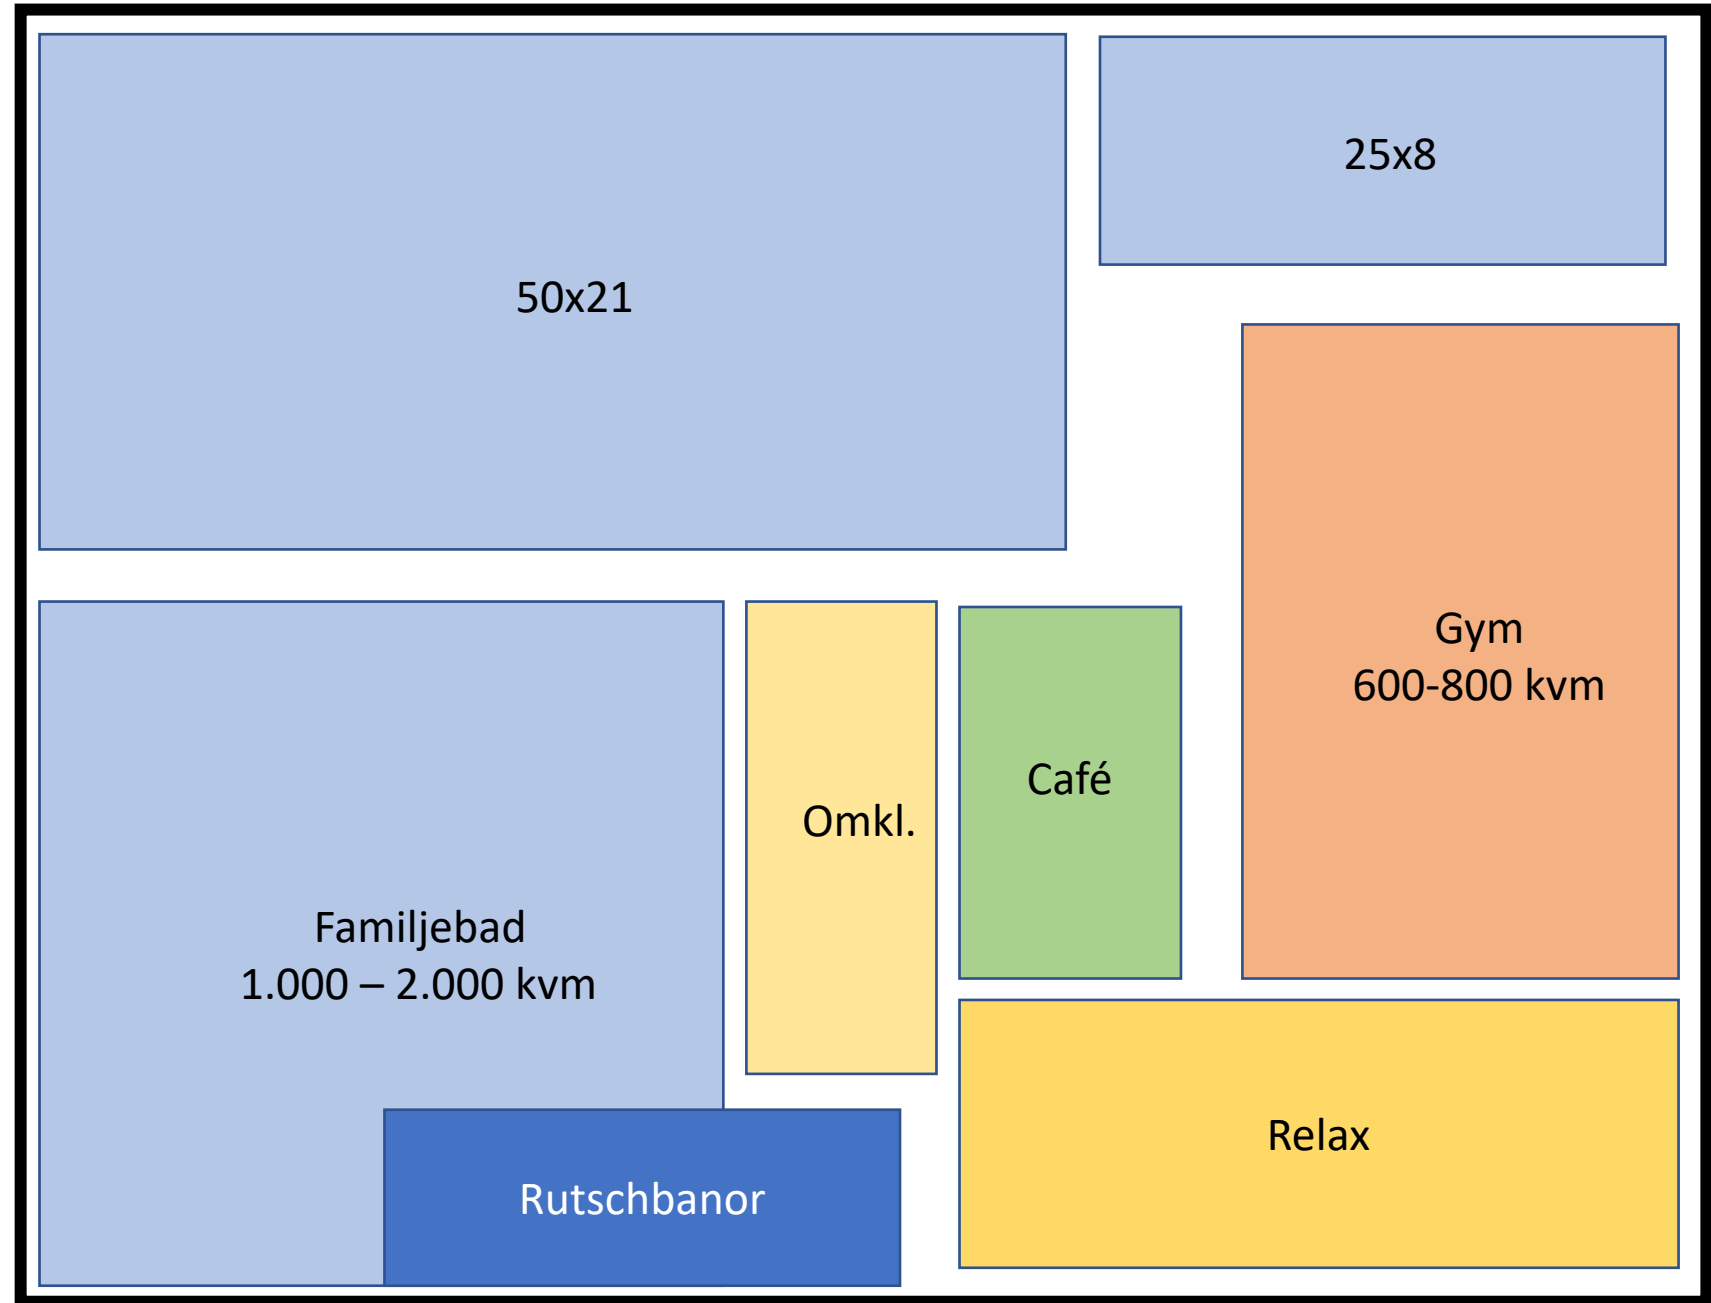 25x8
50x21
Gym
600-800 kvm
Café
Omkl.
Familjebad
1.000 – 2.000 kvm
Relax
Rutschbanor